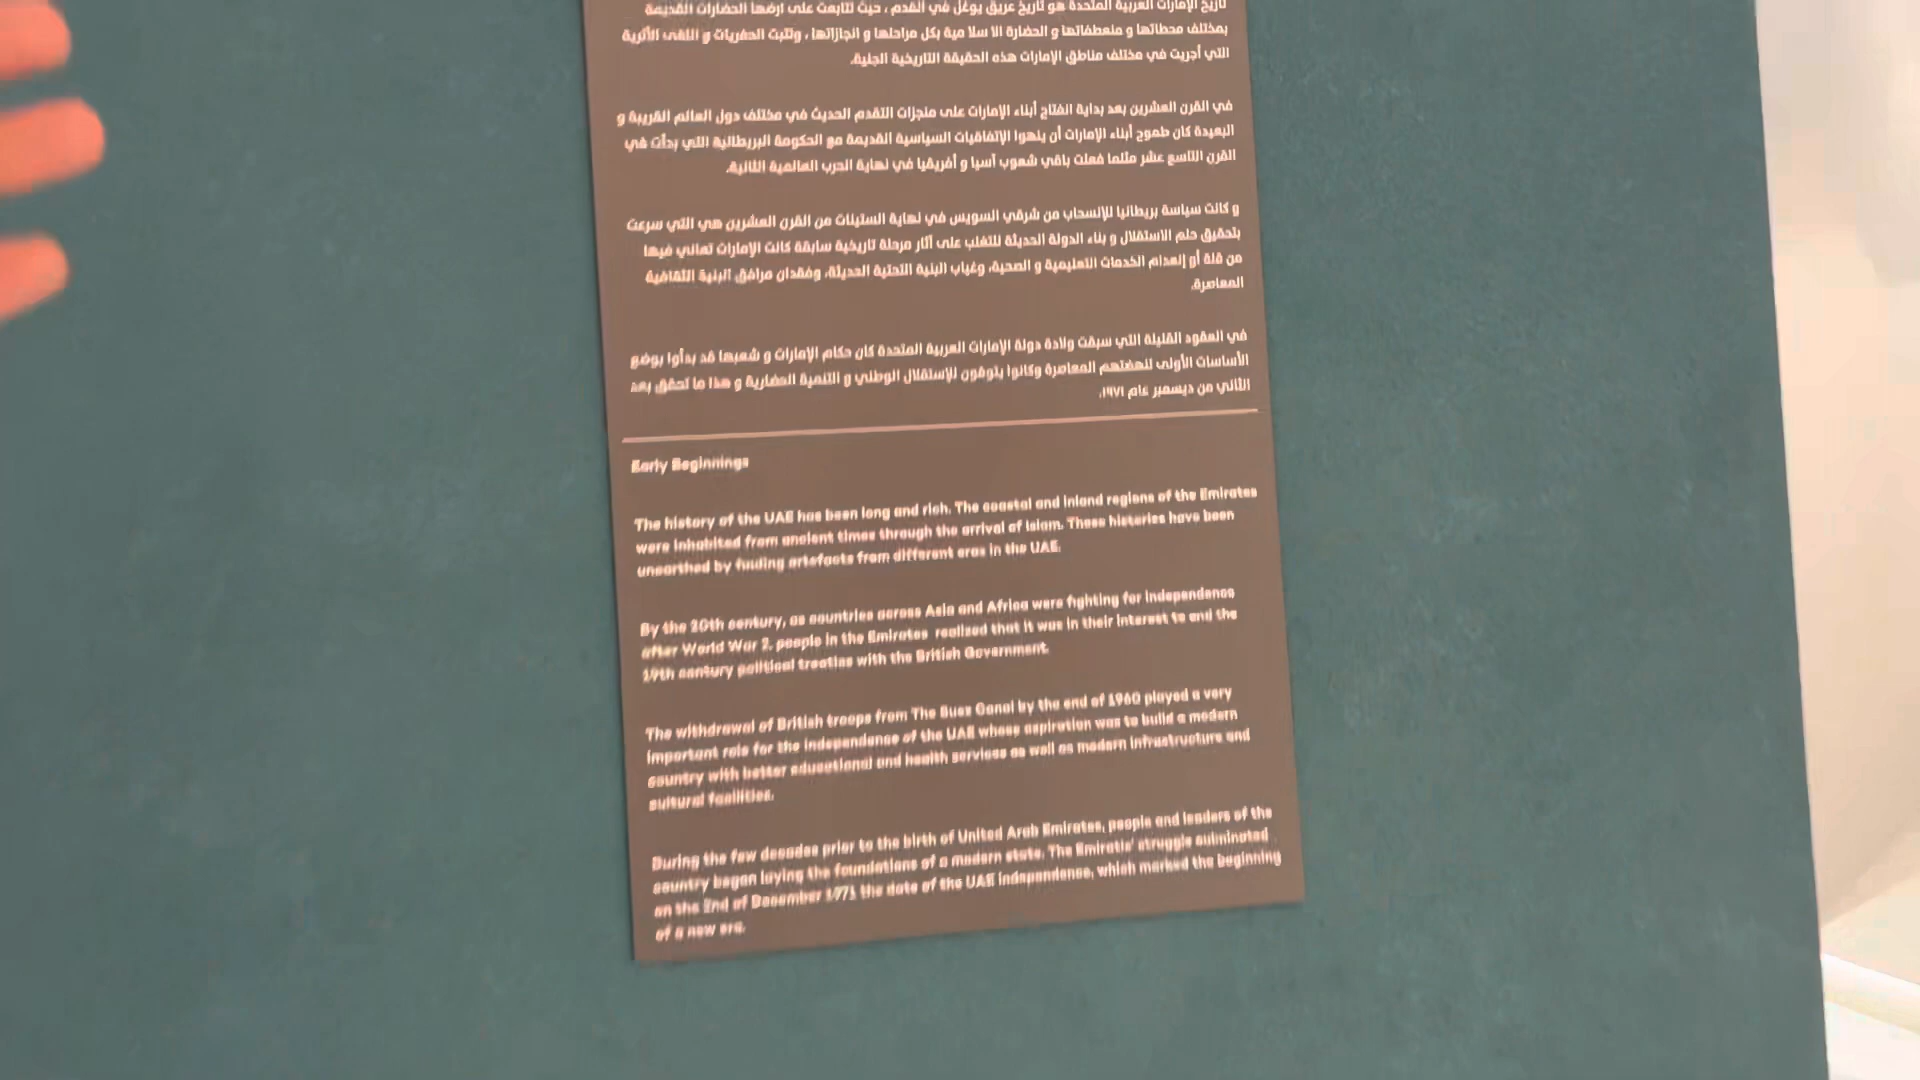 تاريخ الإمارات العربية المتحدة هو تاريخ عريق يوغل في القدم ، حيث تتابعت على ارضها الحضارات القديمة
بمختلف محطاتها و منعطفاتها و الحضارة الا سلا مية بكل مراحلها و انجازاتها ، وتثبت الحفريات و اللقى الأثرية
التي أجريت في مختلف مناطق الإمارات هذه الحقيقة التاريخية الجلية.
في القرن العشرين بعد بداية انفتاح أبناء الإمارات على منجزات التقدم الحديث في مختلف دول العالم القريبة و
البعيدة كان طموح أبناء الإمارات أن ينهوا الإتفاقيات السياسية القديمة مع الحكومة البريطانية التي بدأت في
القرن التاسع عشر مثلما فعلت باقي شعوب آسيا و أفريقيا في نهاية الحرب العالمية الثانية.
و كانت سياسة بريطانيا للإنسحاب من شرقي السويس في نهاية الستينات من القرن العشرين هي التي سرعت
بتحقيق حلم الاستقلال و بناء الدولة الحديثة للتغلب على آثار مرحلة تاريخية سابقة كانت الإمارات تعاني فيها
من قلة أو إنعدام الخدمات التعليمية و الصحية، وغياب البنية التحتية الحديثة، وفقدان مرافق البنية الثقافية
المعاصرة.
في العقود القليلة التي سبقت ولادة دولة الإمارات العربية المتحدة كان حكام الإمارات و شعبها قد بدأوا بوضع
الأساسات الأولى لنهضتهم المعاصرة وكانوا يتوقون للإستقلال الوطني و التنمية الحضارية و هذا ما تحقق بعد
الثاني من ديسمبر عام ١٩٧١.
Early Beginnings
The history of the UAE has been long and rich. The coastal and inland regions of the Emirates
were inhabited from ancient times through the arrival of Islam. These histories have been
unearthed by finding artefacts from different eras in the UAE.
By the 20th century, as countries across Asia and Africa were fighting for independence
after World War 2, people in the Emirates realised that it was in their interest to end the
19th century political treaties with the British Government.
The withdrawal of British troops from The Suez Canal by the end of 1960 played a very
important role for the independence of the UAE whose aspiration was to build a modern
country with better educational and health services as well as modern infrastructure and
cultural facilities.
During the few decades prior to the birth of United Arab Emirates, people and leaders of the
country began laying the foundations of a modern state. The Emiratis' struggle culminated
on the 2nd of December 1971 the date of the UAE independence, which marked the beginning
of a new era.